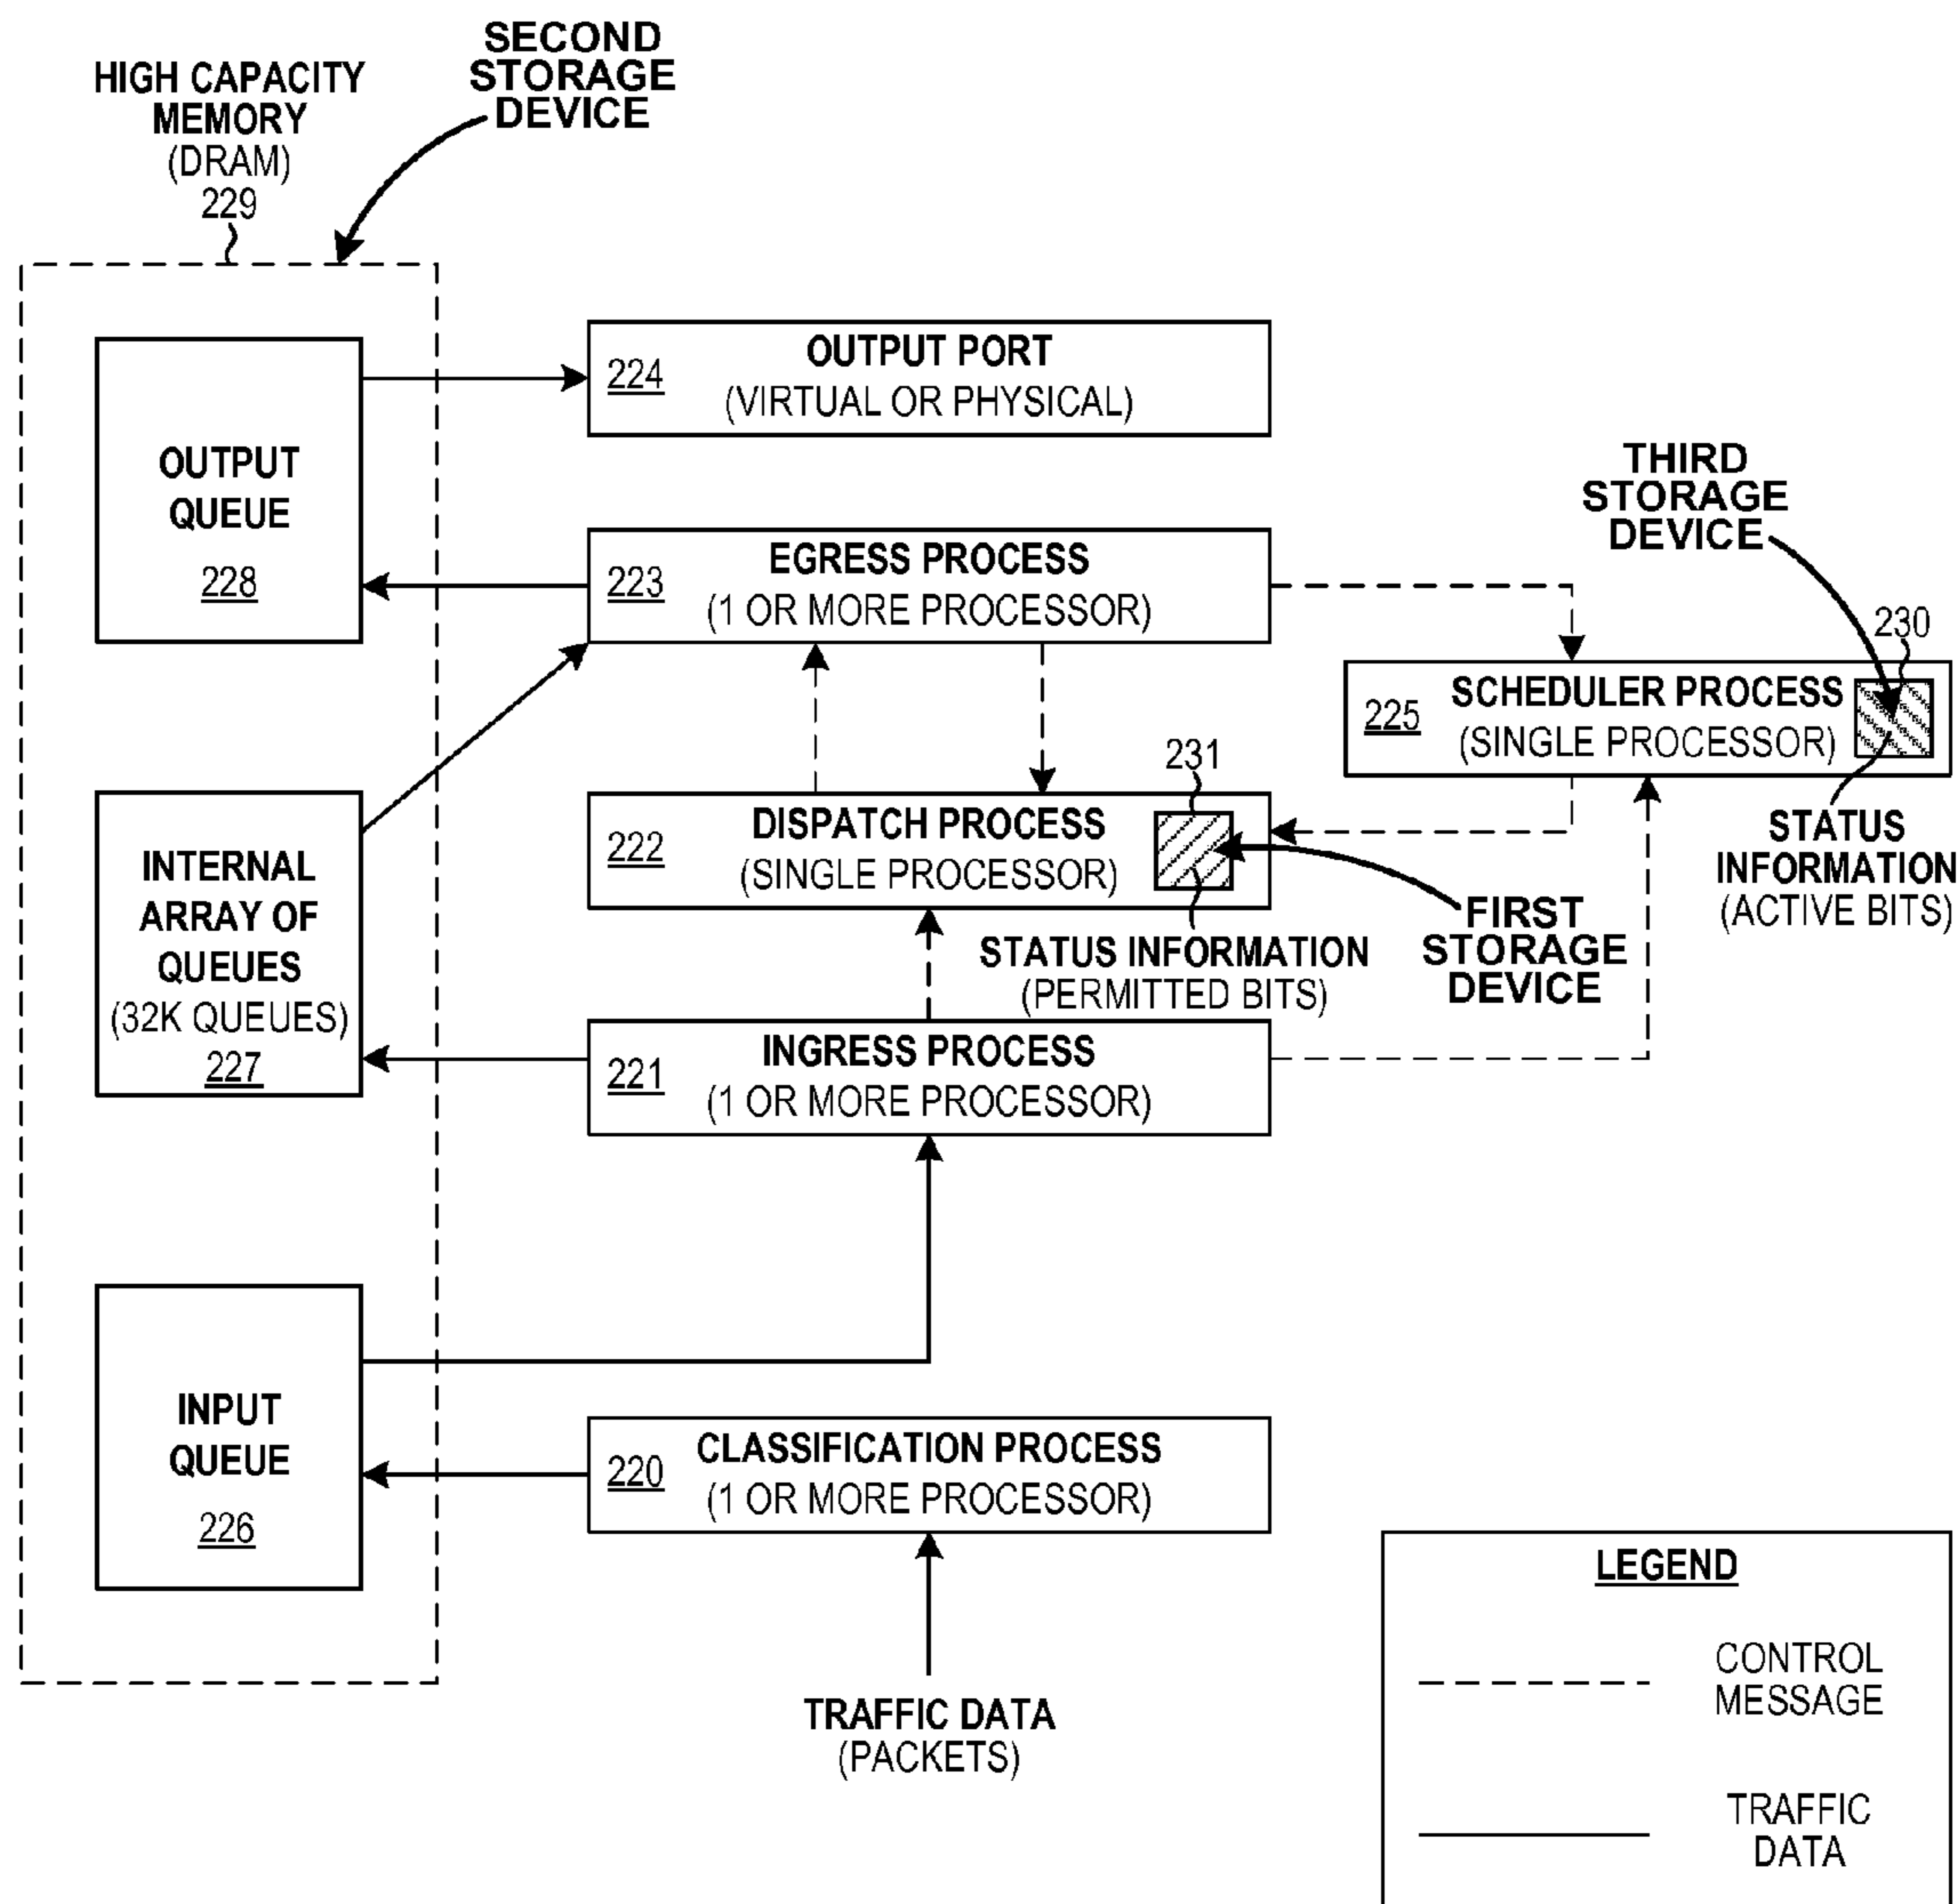 SECOND
STORAGE
DEVICE
HIGH CAPACITY
MEMORY
(DRAM)
229
OUTPUT
QUEUE
228
224
OUTPUT PORT
(VIRTUAL OR PHYSICAL)
223
EGRESS PROCESS
(1 OR MORE PROCESSOR)
THIRD
STORAGE
DEVICE
230
225
SCHEDULER PROCESS
(SINGLE PROCESSOR)
STATUS
INFORMATION
(ACTIVE BITS)
INTERNAL
ARRAY OF
QUEUES
(32K QUEUES)
227
231
222
DISPATCH PROCESS
(SINGLE PROCESSOR)
STATUS INFORMATION
(PERMITTED BITS)
FIRST
STORAGE
DEVICE
221
INGRESS PROCESS
(1 OR MORE PROCESSOR)
INPUT
QUEUE
226
220
CLASSIFICATION PROCESS
(1 OR MORE PROCESSOR)
TRAFFIC DATA
(PACKETS)
LEGEND
CONTROL
MESSAGE
TRAFFIC
DATA